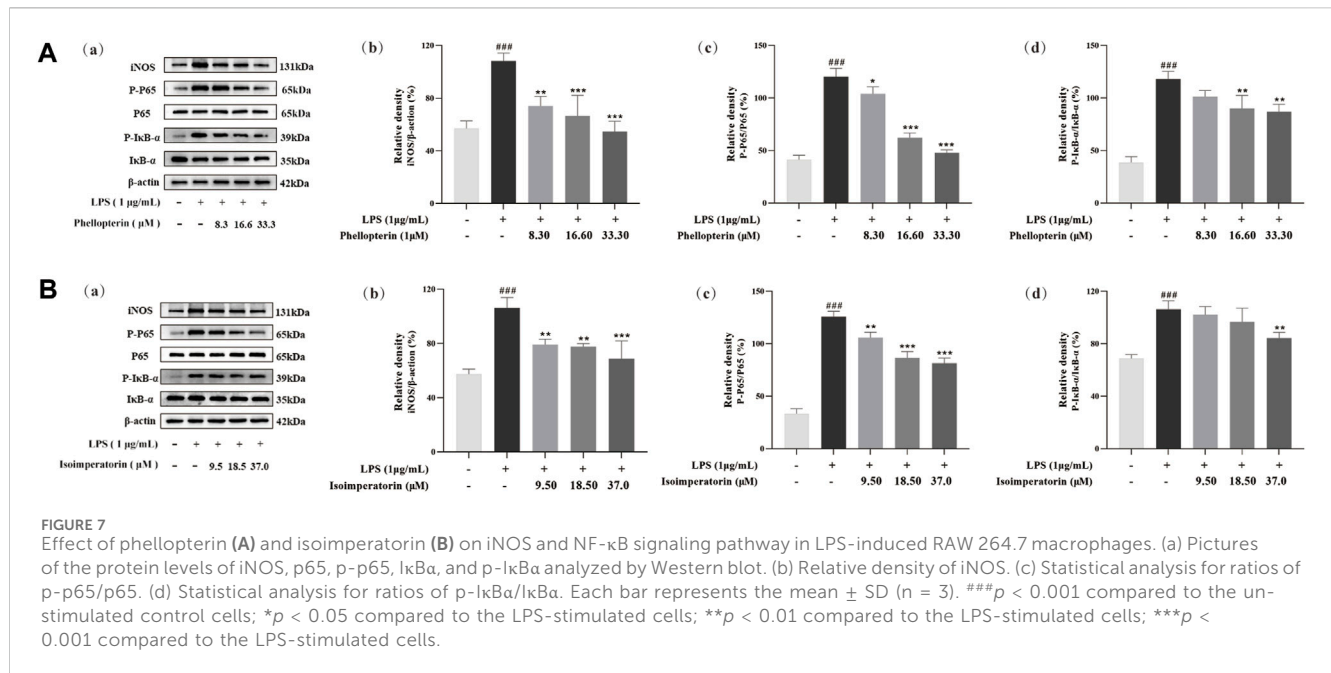 A
(a)
iNOS 131kDa
P-P65 65kDa
P65 65kDa
P-IκB-α 39kDa
IκB-α 35kDa
β-actin 42kDa
LPS ( 1 μg/mL) - + + + +
Phellopterin (μM) - - 8.3 16.6 33.3
(b)
Relative density
iNOS/β-action (%)
120
80
40
0
###
**
***
***
LPS (1μg/mL) - + + + +
Phellopterin (1μM) - - 8.30 16.60 33.30
(c)
Relative density
P-P65/P65 (%)
150
100
50
0
###
*
***
***
LPS (1μg/mL) - + + + +
Phellopterin (μM) - - 8.30 16.60 33.30
(d)
Relative density
P-IκB-α/IκB-α (%)
150
100
50
0
###
**
**
LPS (1μg/mL) - + + + +
Phellopterin (μM) - - 8.30 16.60 33.30
B
(a)
iNOS 131kDa
P-P65 65kDa
P65 65kDa
P-IκB-α 39kDa
IκB-α 35kDa
β-actin 42kDa
LPS ( 1 μg/mL) - + + + +
Isoimperatorin ( μM) - - 9.5 18.5 37.0
(b)
Relative density
iNOS/β-action (%)
120
80
40
0
###
**
**
***
LPS (1μg/mL) - + + + +
Isoimperatorin (μM) - - 9.50 18.50 37.0
(c)
Relative density
P-P65/P65 (%)
150
100
50
0
###
**
***
***
LPS (1μg/mL) - + + + +
Isoimperatorin (μM) - - 9.50 18.50 37.0
(d)
Relative density
P-IκB-α/IκB-α (%)
120
80
40
0
###
**
LPS (1μg/mL) - + + + +
Isoimperatorin (μM) - - 9.50 18.50 37.0
FIGURE 7
Effect of phellopterin (A) and isoimperatorin (B) on iNOS and NF-κB signaling pathway in LPS-induced RAW 264.7 macrophages. (a) Pictures
of the protein levels of iNOS, p65, p-p65, IκBα, and p-IκBα analyzed by Western blot. (b) Relative density of iNOS. (c) Statistical analysis for ratios of
p-p65/p65. (d) Statistical analysis for ratios of p-IκBα/IκBα. Each bar represents the mean ± SD (n = 3). ###p < 0.001 compared to the un-
stimulated control cells; *p < 0.05 compared to the LPS-stimulated cells; **p < 0.01 compared to the LPS-stimulated cells; ***p <
0.001 compared to the LPS-stimulated cells.